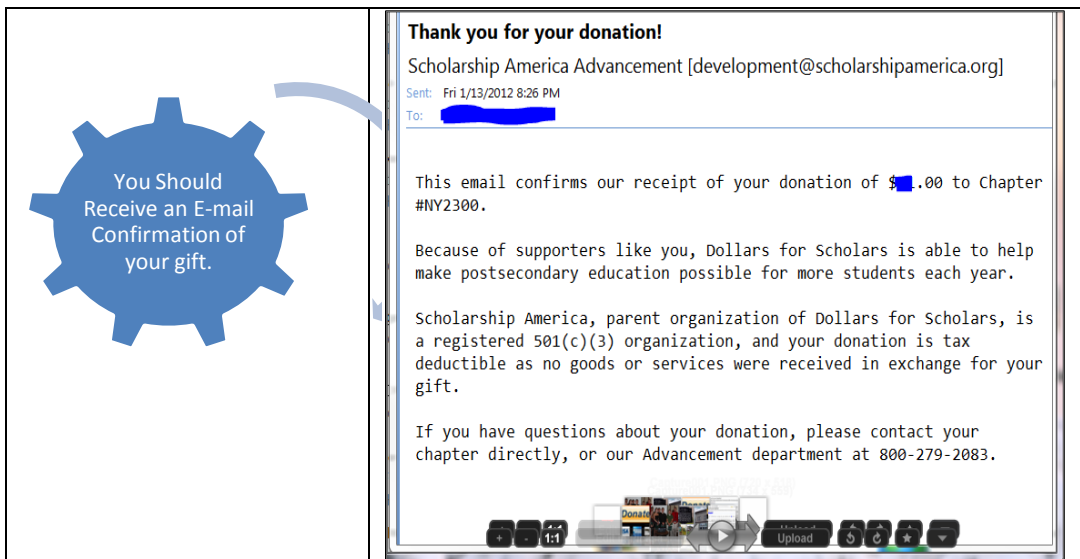 You Should
Receive an E-mail
Confirmation of
your gift.
Thank you for your donation!
Scholarship America Advancement [development@scholarshipamerica.org]
Sent: Fri 1/13/2012 8:26 PM
To:
This email confirms our receipt of your donation of $ .00 to Chapter
#NY2300.
Because of supporters like you, Dollars for Scholars is able to help
make postsecondary education possible for more students each year.
Scholarship America, parent organization of Dollars for Scholars, is
a registered 501(c)(3) organization, and your donation is tax
deductible as no goods or services were received in exchange for your
gift.
If you have questions about your donation, please contact your
chapter directly, or our Advancement department at 800-279-2083.
Donate
+ - 1:1 Upload